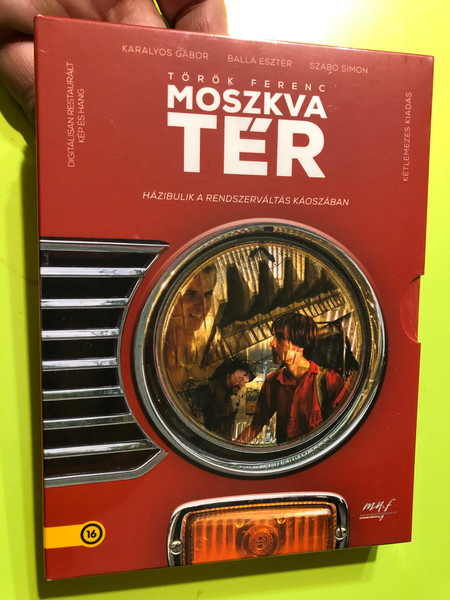 KARALYOS GÁBOR BALLA ESZTER SZABÓ SIMON
TÖRÖK FERENC
MOSZKVA
TÉR
HÁZIBULIK A RENDSZERVÁLTÁS KÁOSZÁBAN
DIGITÁLISAN RESTAURÁLT
KÉP ÉS HANG
KÉTLEMEZES KIADÁS
16